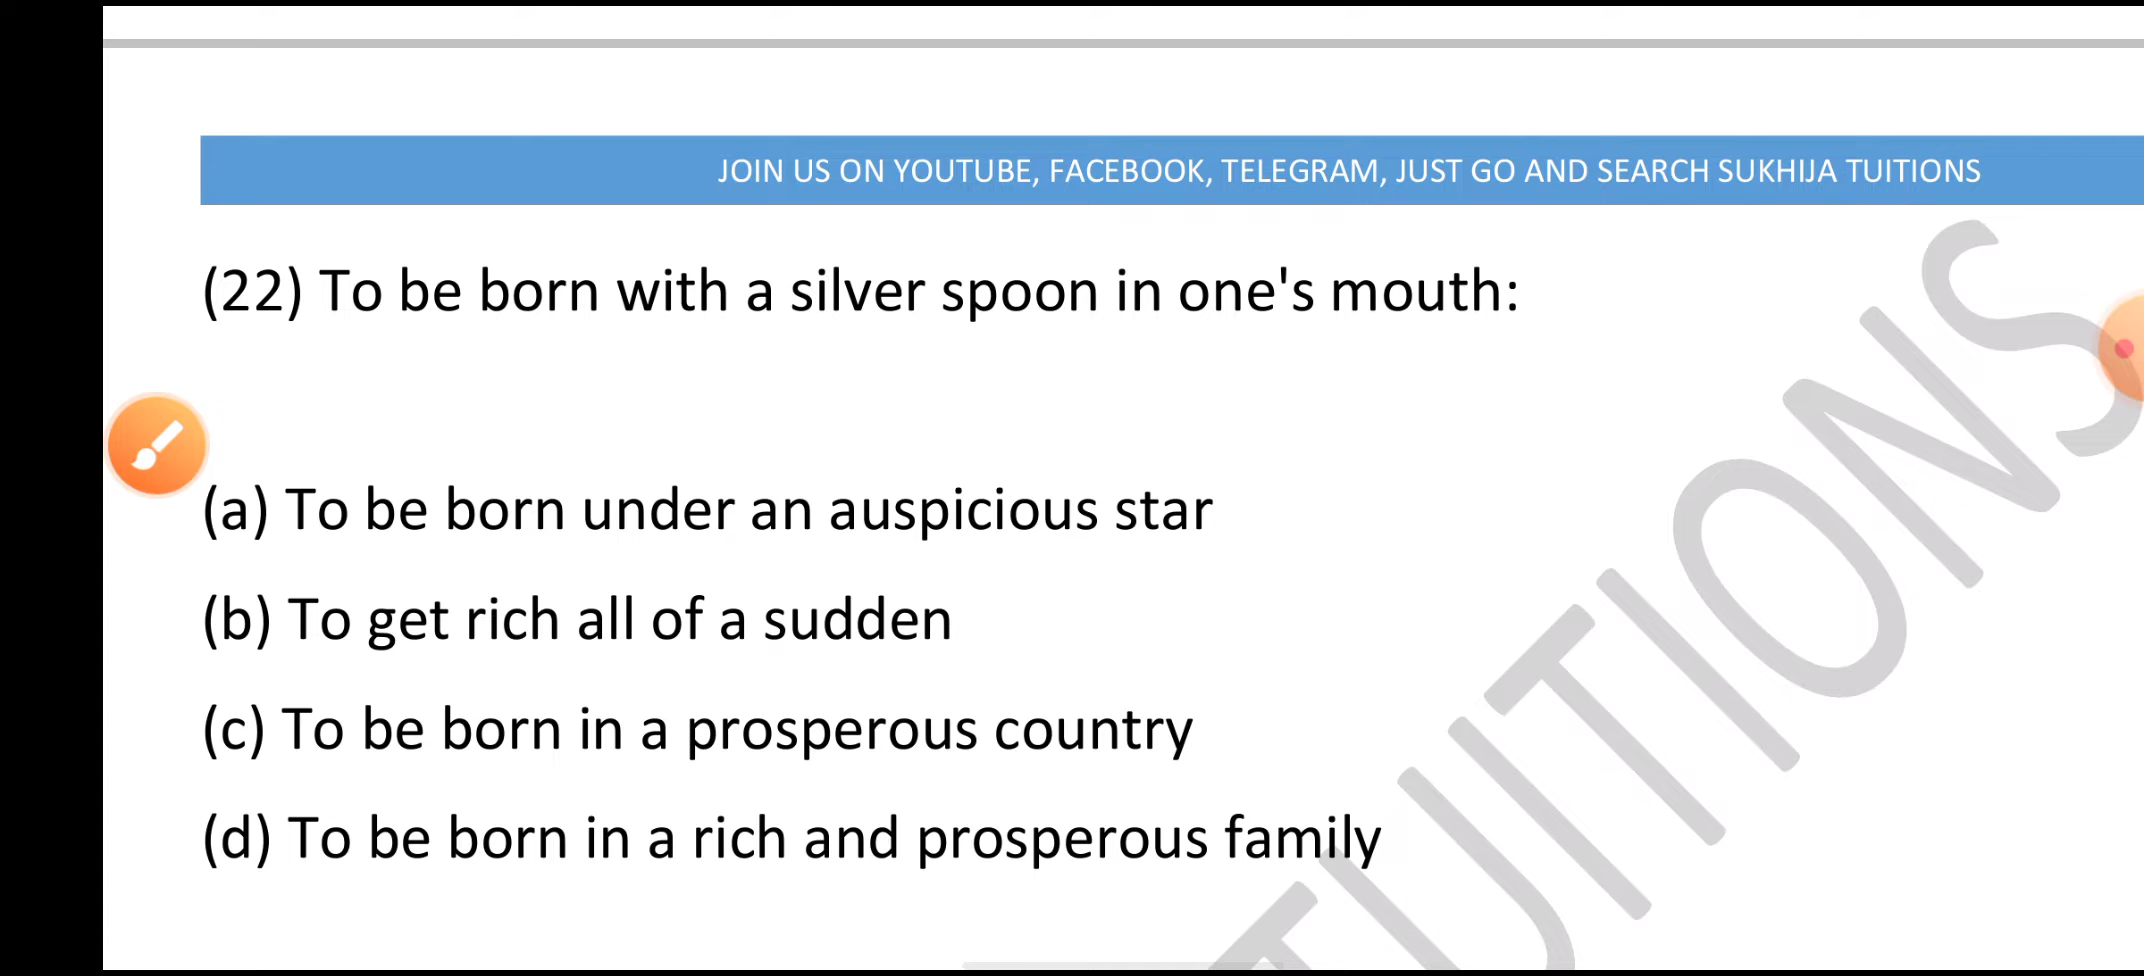 JOIN US ON YOUTUBE, FACEBOOK, TELEGRAM, JUST GO AND SEARCH SUKHIJA TUITIONS
(22) To be born with a silver spoon in one's mouth:
(a) To be born under an auspicious star
(b) To get rich all of a sudden
(c) To be born in a prosperous country
(d) To be born in a rich and prosperous family
TUITIONS